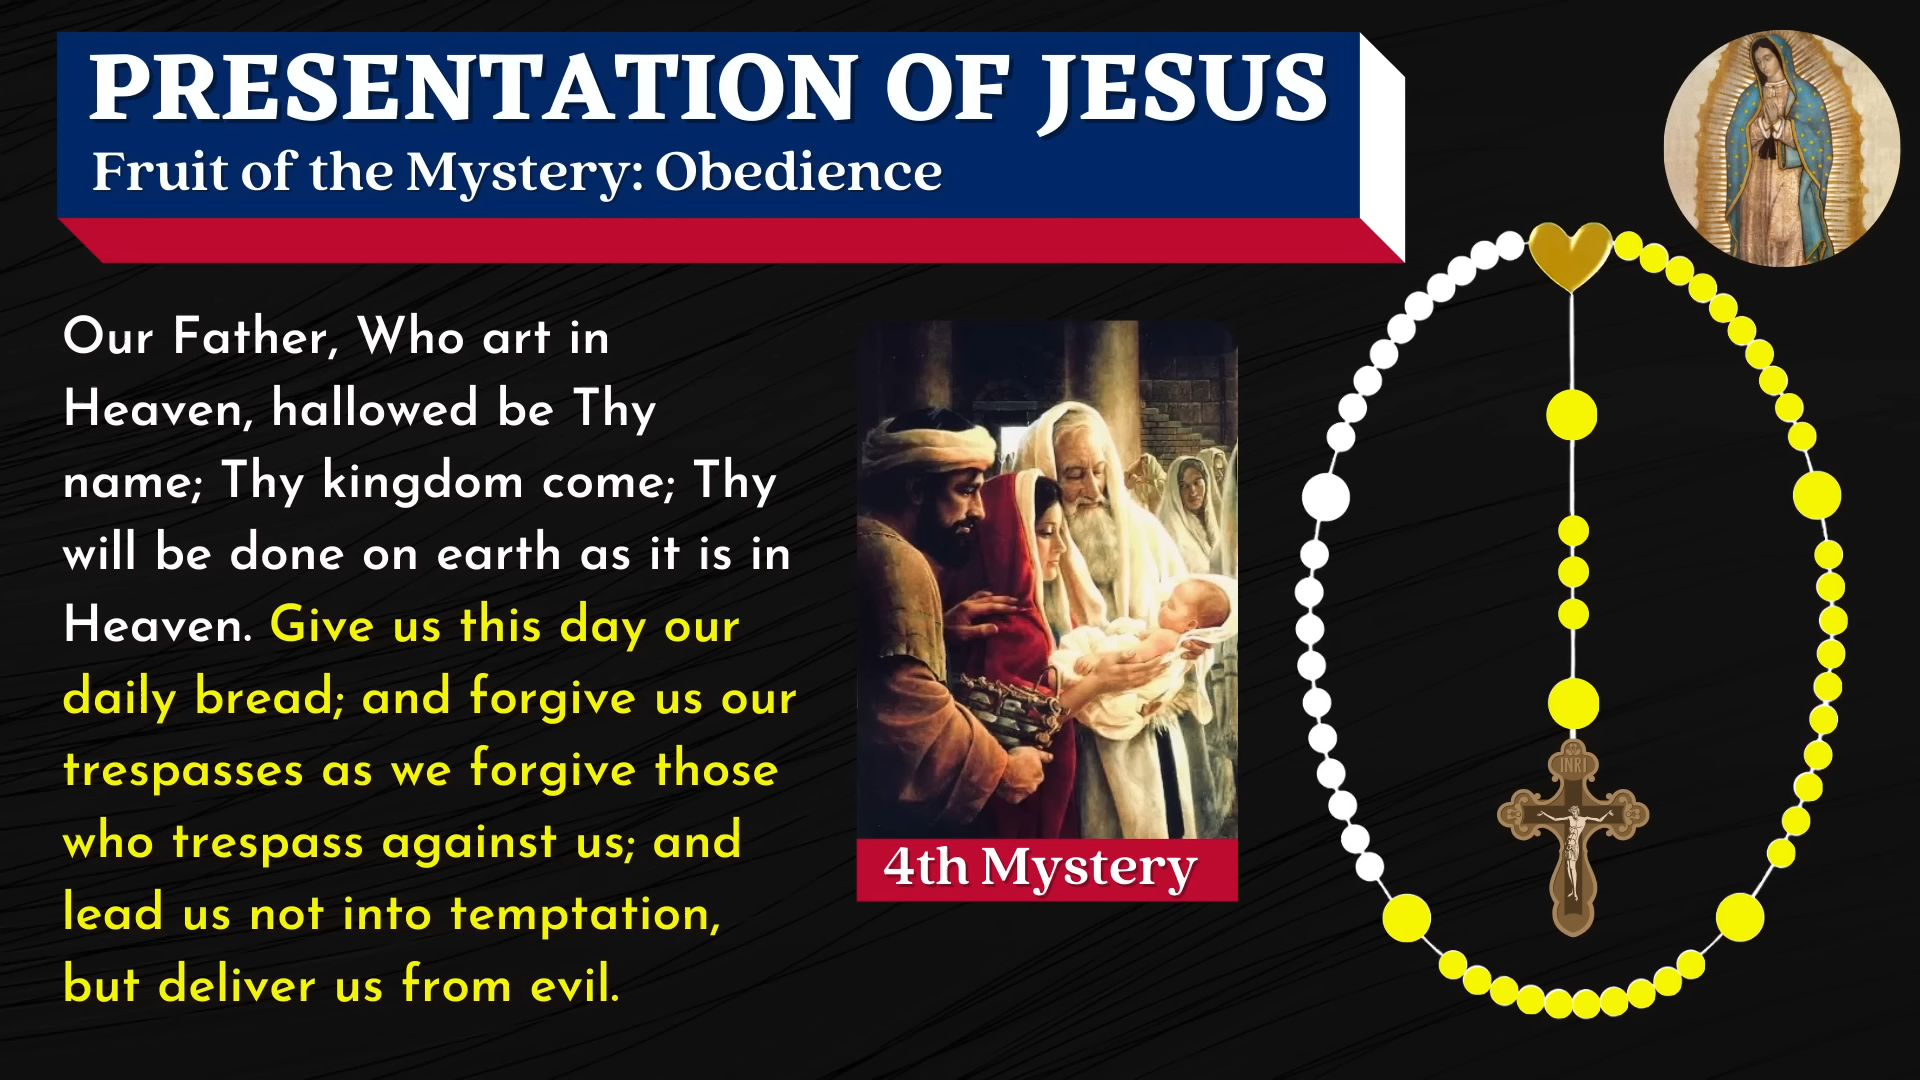 PRESENTATION OF JESUS
Fruit of the Mystery: Obedience
Our Father, Who art in
Heaven, hallowed be Thy
name; Thy kingdom come; Thy
will be done on earth as it is in
Heaven. Give us this day our
daily bread; and forgive us our
trespasses as we forgive those
who trespass against us; and
lead us not into temptation,
but deliver us from evil.
4th Mystery
INRI